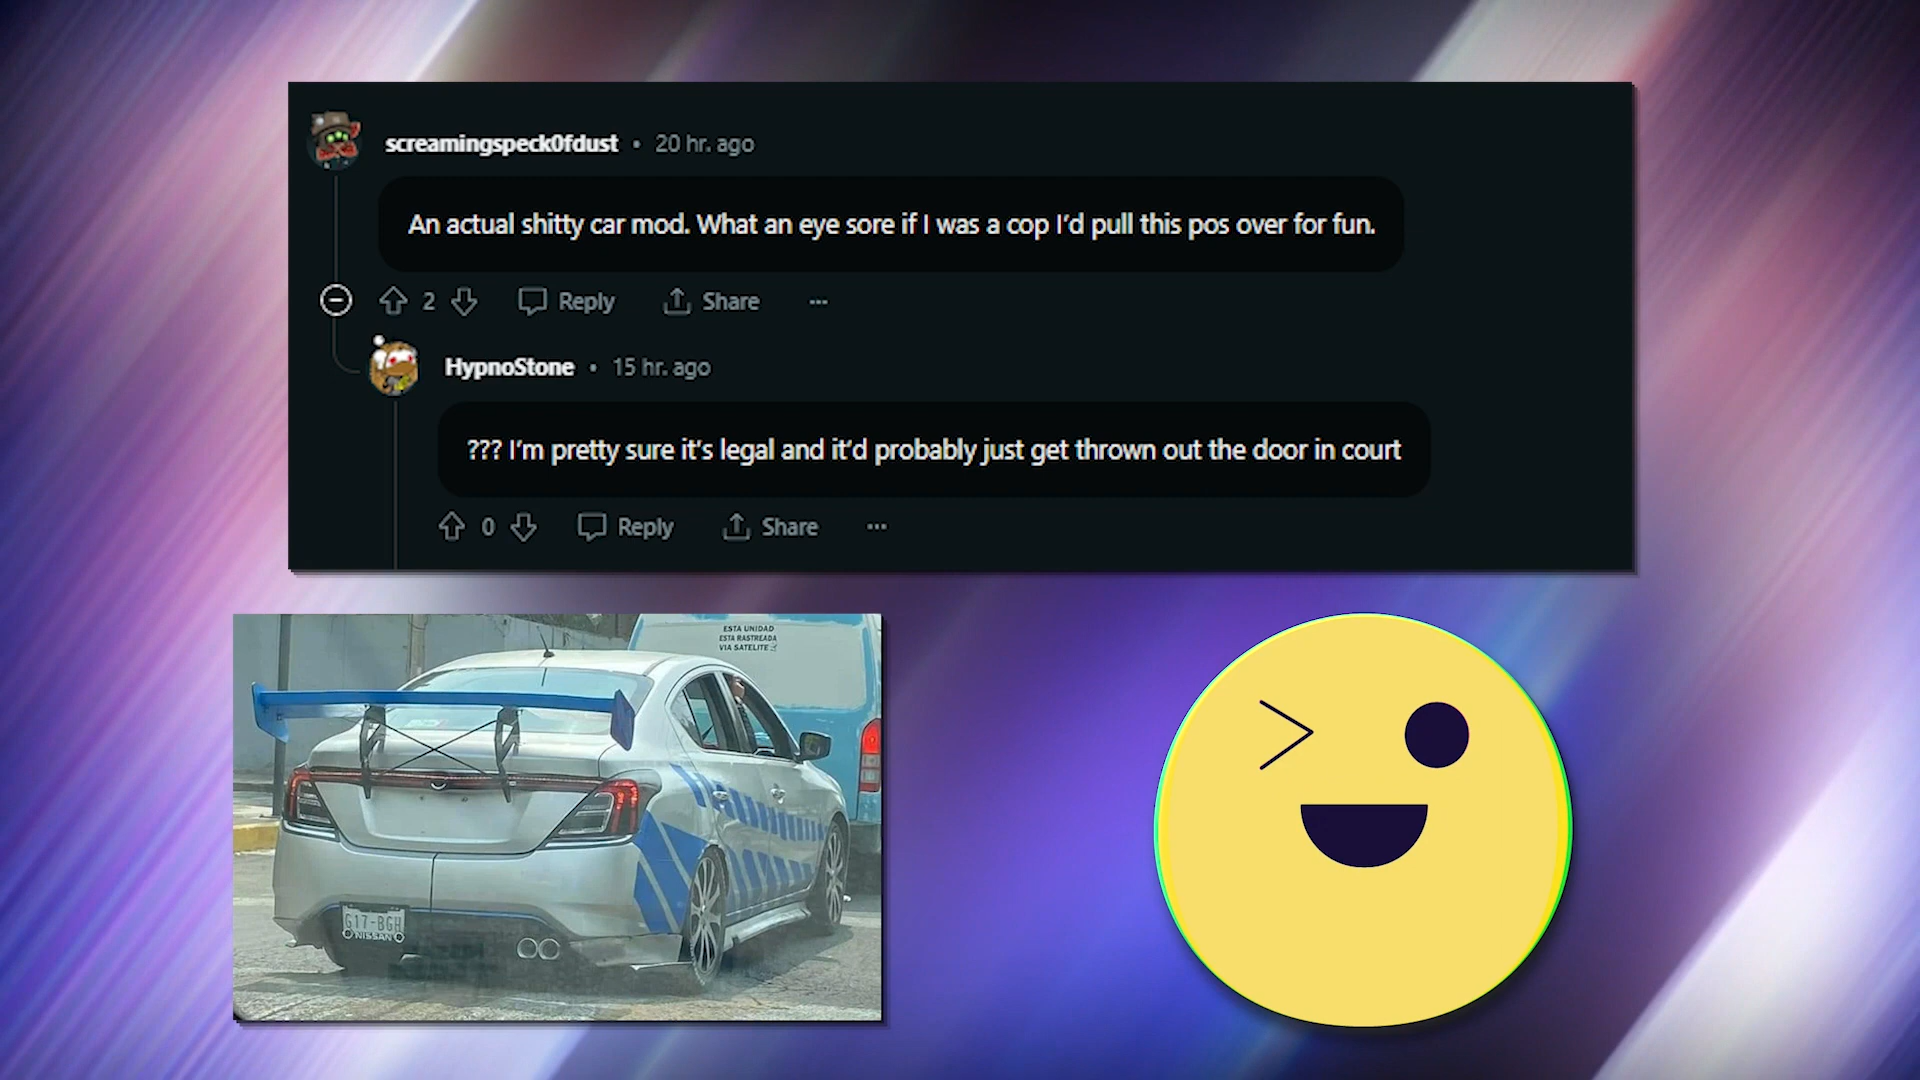 screamingspeck0fdust • 20 hr. ago
An actual shitty car mod. What an eye sore if I was a cop I'd pull this pos over for fun.
2 Reply Share ...
HypnoStone • 15 hr. ago
??? I'm pretty sure it's legal and it'd probably just get thrown out the door in court
0 Reply Share ...
ESTA UNIDAD
ESTA RASTREADA
VIA SATELITE
G17-BGH
NISSAN